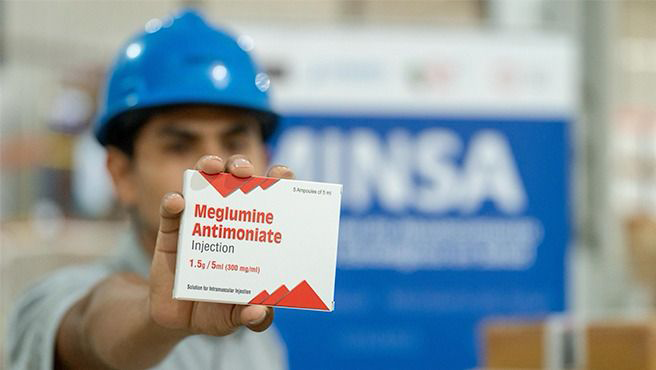 MINSA
5 Ampoules of 5 ml
Meglumine
Antimoniate
Injection
1.5g/5ml (300 mg/ml)
Solution for Intramuscular Injection